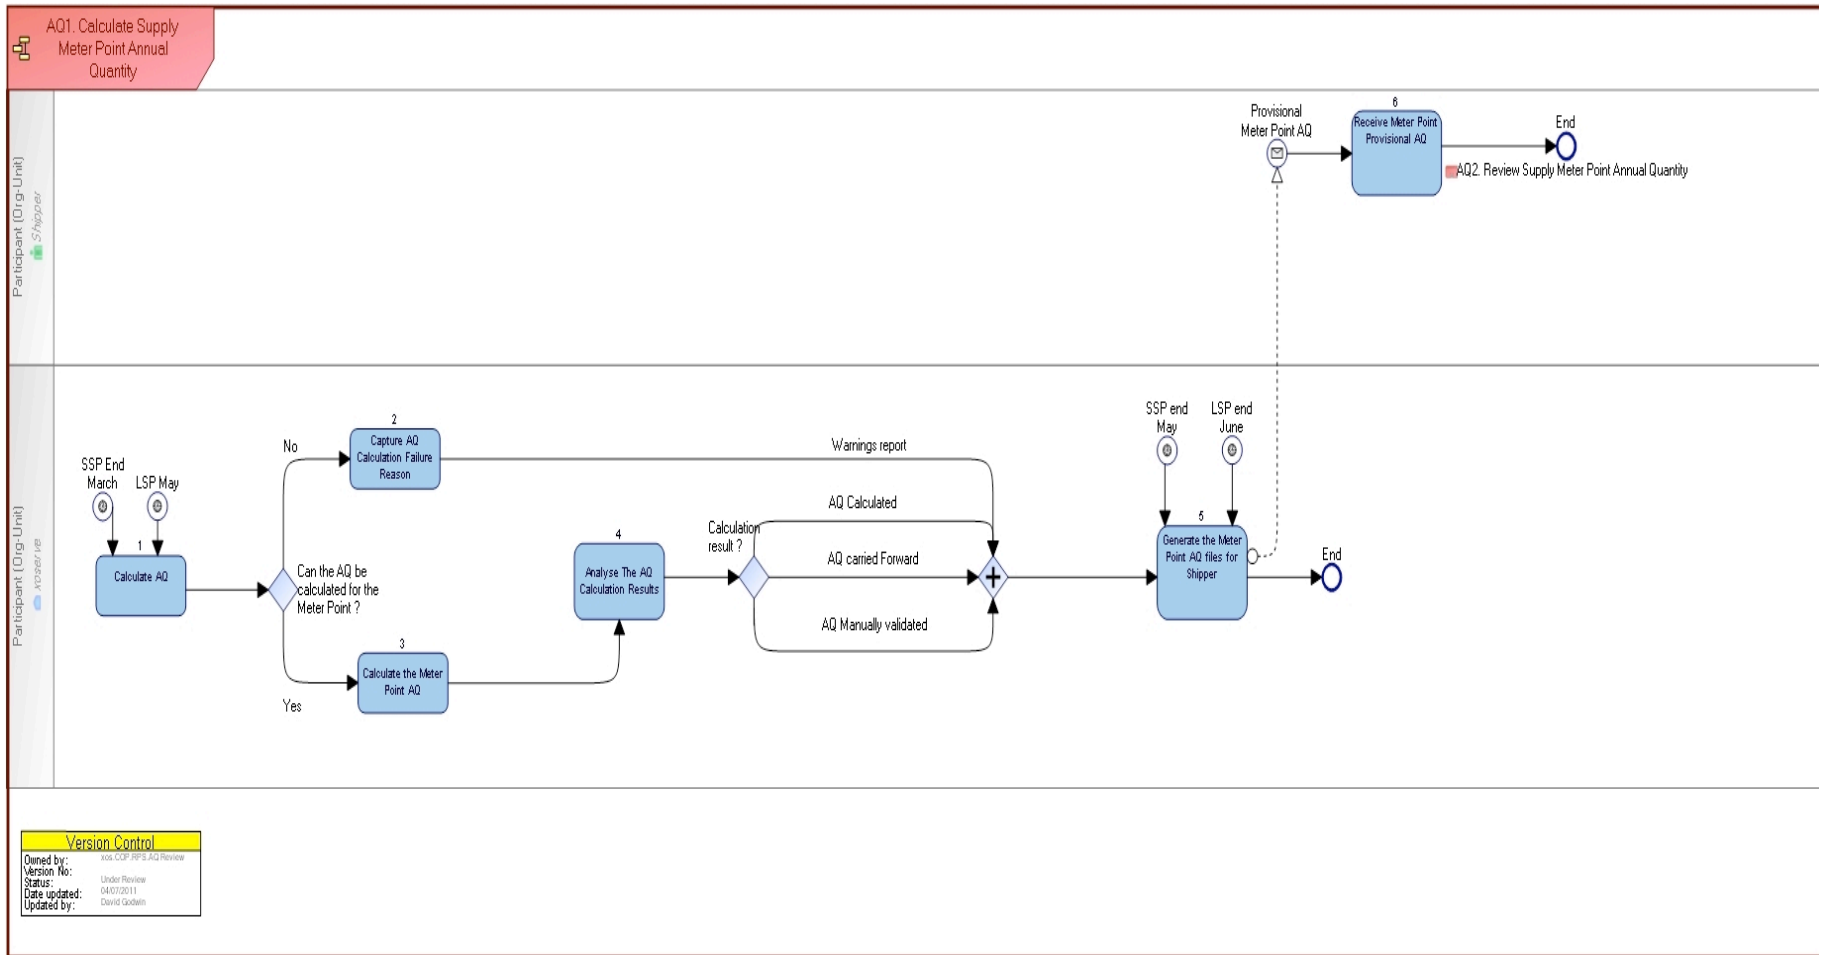 AQ1. Calculate Supply
Meter Point Annual
Quantity
Participant (Org-Unit)
Shipper
Provisional
Meter Point AQ
6
Receive Meter Point
Provisional AQ
End
AQ2. Review Supply Meter Point Annual Quantity
Participant (Org-Unit)
xoserve
SSP End
March
LSP May
1
Calculate AQ
No
2
Capture AQ
Calculation Failure
Reason
Can the AQ be
calculated for the
Meter Point ?
Yes
3
Calculate the Meter
Point AQ
4
Analyse The AQ
Calculation Results
Calculation
result ?
Warnings report
AQ Calculated
AQ carried Forward
AQ Manually validated
SSP end
May
LSP end
June
5
Generate the Meter
Point AQ files for
Shipper
End
Version Control
Owned by: xos.COP.RPS.AQ Review
Version No:
Status: Under Review
Date updated: 04/07/2011
Updated by: David Godwin